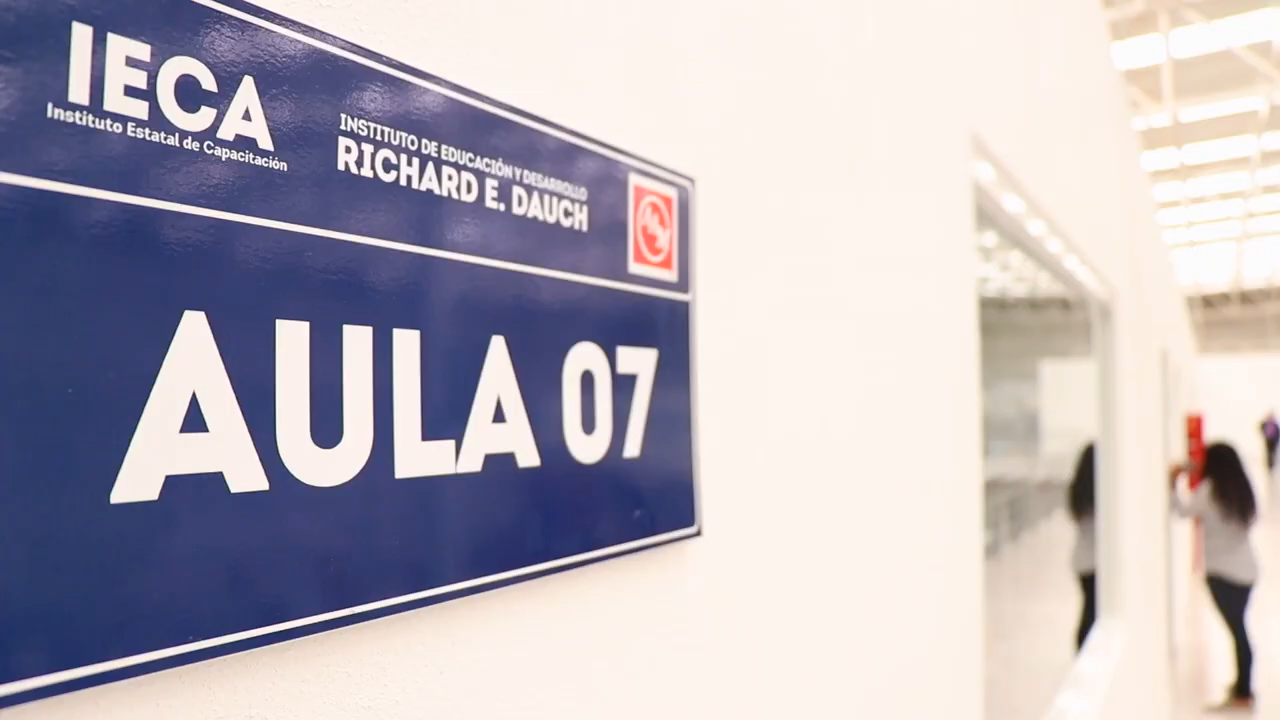 IECA
Instituto Estatal de Capacitación
INSTITUTO DE EDUCACIÓN Y DESARROLLO
RICHARD E. DAUCH
AULA 07